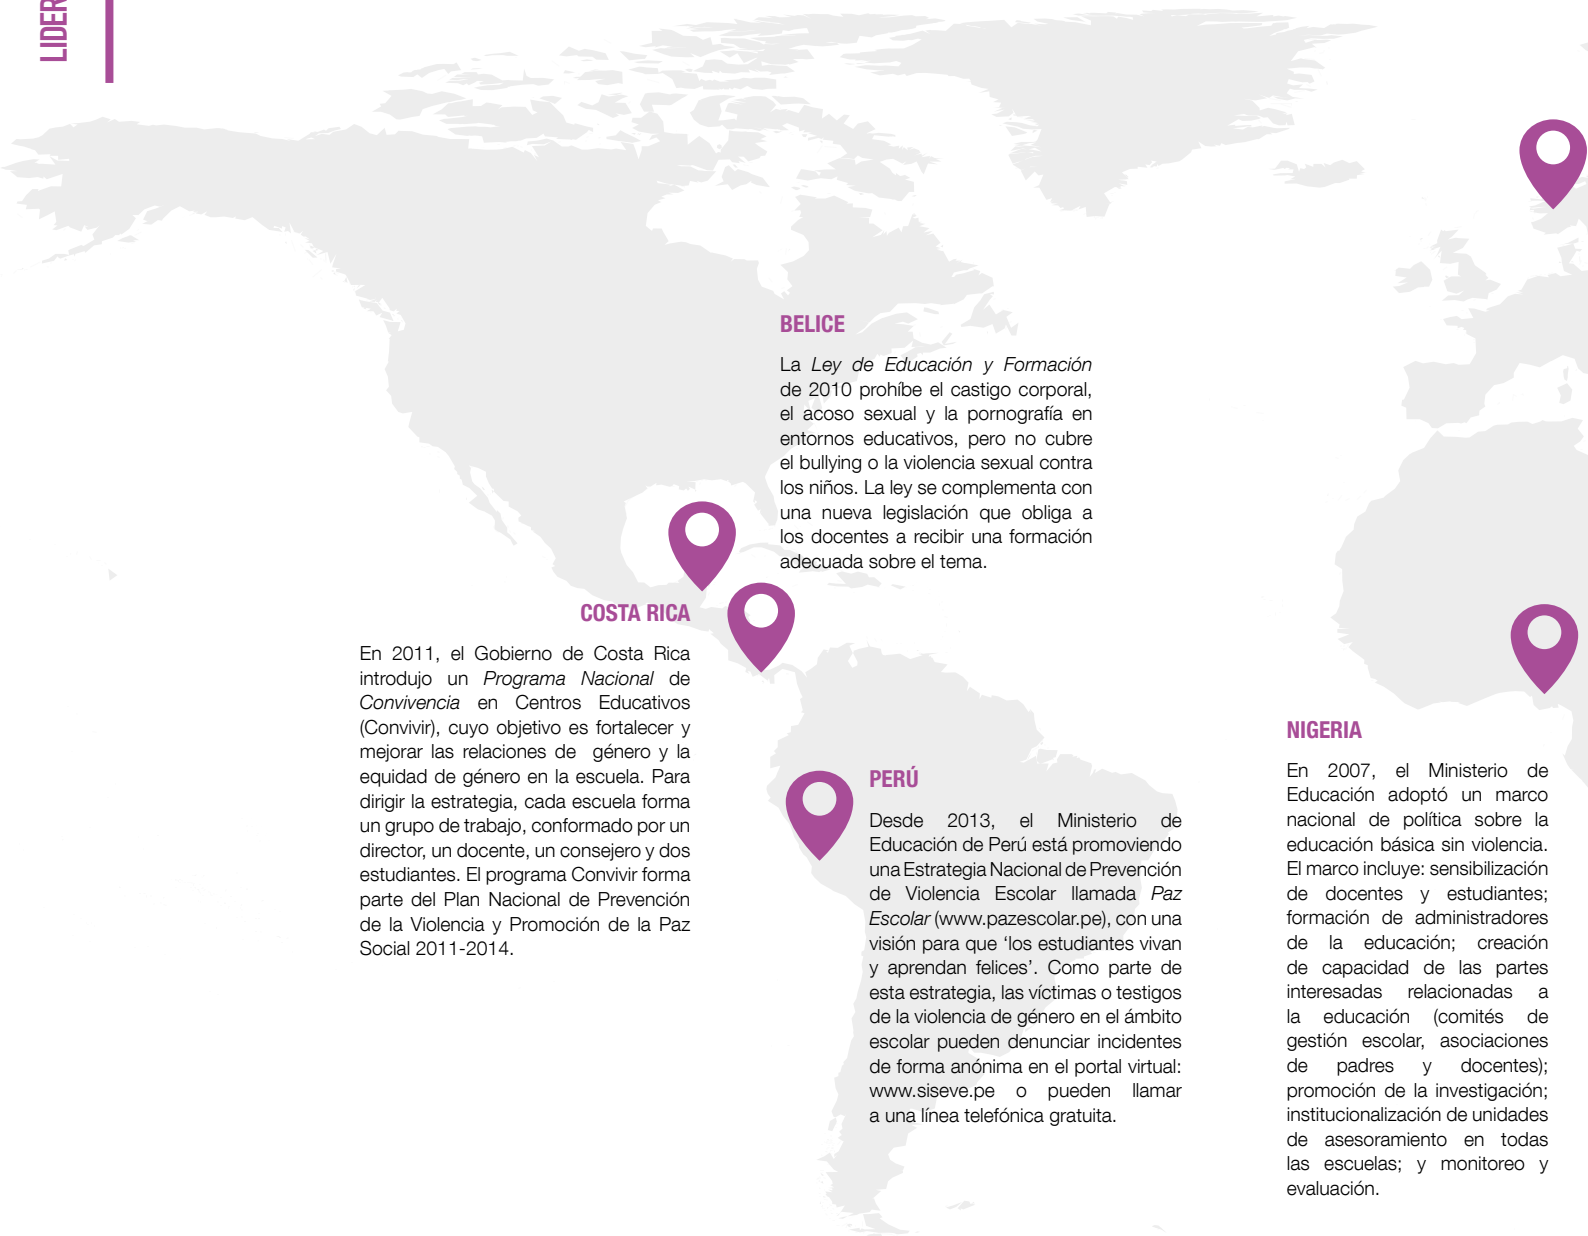 LIDER
BELICE
La Ley de Educación y Formación
de 2010 prohíbe el castigo corporal,
el acoso sexual y la pornografía en
entornos educativos, pero no cubre
el bullying o la violencia sexual contra
los niños. La ley se complementa con
una nueva legislación que obliga a
los docentes a recibir una formación
adecuada sobre el tema.
COSTA RICA
En 2011, el Gobierno de Costa Rica
introdujo un Programa Nacional de
Convivencia en Centros Educativos
(Convivir), cuyo objetivo es fortalecer y
mejorar las relaciones de género y la
equidad de género en la escuela. Para
dirigir la estrategia, cada escuela forma
un grupo de trabajo, conformado por un
director, un docente, un consejero y dos
estudiantes. El programa Convivir forma
parte del Plan Nacional de Prevención
de la Violencia y Promoción de la Paz
Social 2011-2014.
PERÚ
Desde 2013, el Ministerio de
Educación de Perú está promoviendo
una Estrategia Nacional de Prevención
de Violencia Escolar llamada Paz
Escolar (www.pazescolar.pe), con una
visión para que ‘los estudiantes vivan
y aprendan felices’. Como parte de
esta estrategia, las víctimas o testigos
de la violencia de género en el ámbito
escolar pueden denunciar incidentes
de forma anónima en el portal virtual:
www.siseve.pe o pueden llamar
a una línea telefónica gratuita.
NIGERIA
En 2007, el Ministerio de
Educación adoptó un marco
nacional de política sobre la
educación básica sin violencia.
El marco incluye: sensibilización
de docentes y estudiantes;
formación de administradores
de la educación; creación
de capacidad de las partes
interesadas relacionadas a
la educación (comités de
gestión escolar, asociaciones
de padres y docentes);
promoción de la investigación;
institucionalización de unidades
de asesoramiento en todas
las escuelas; y monitoreo y
evaluación.